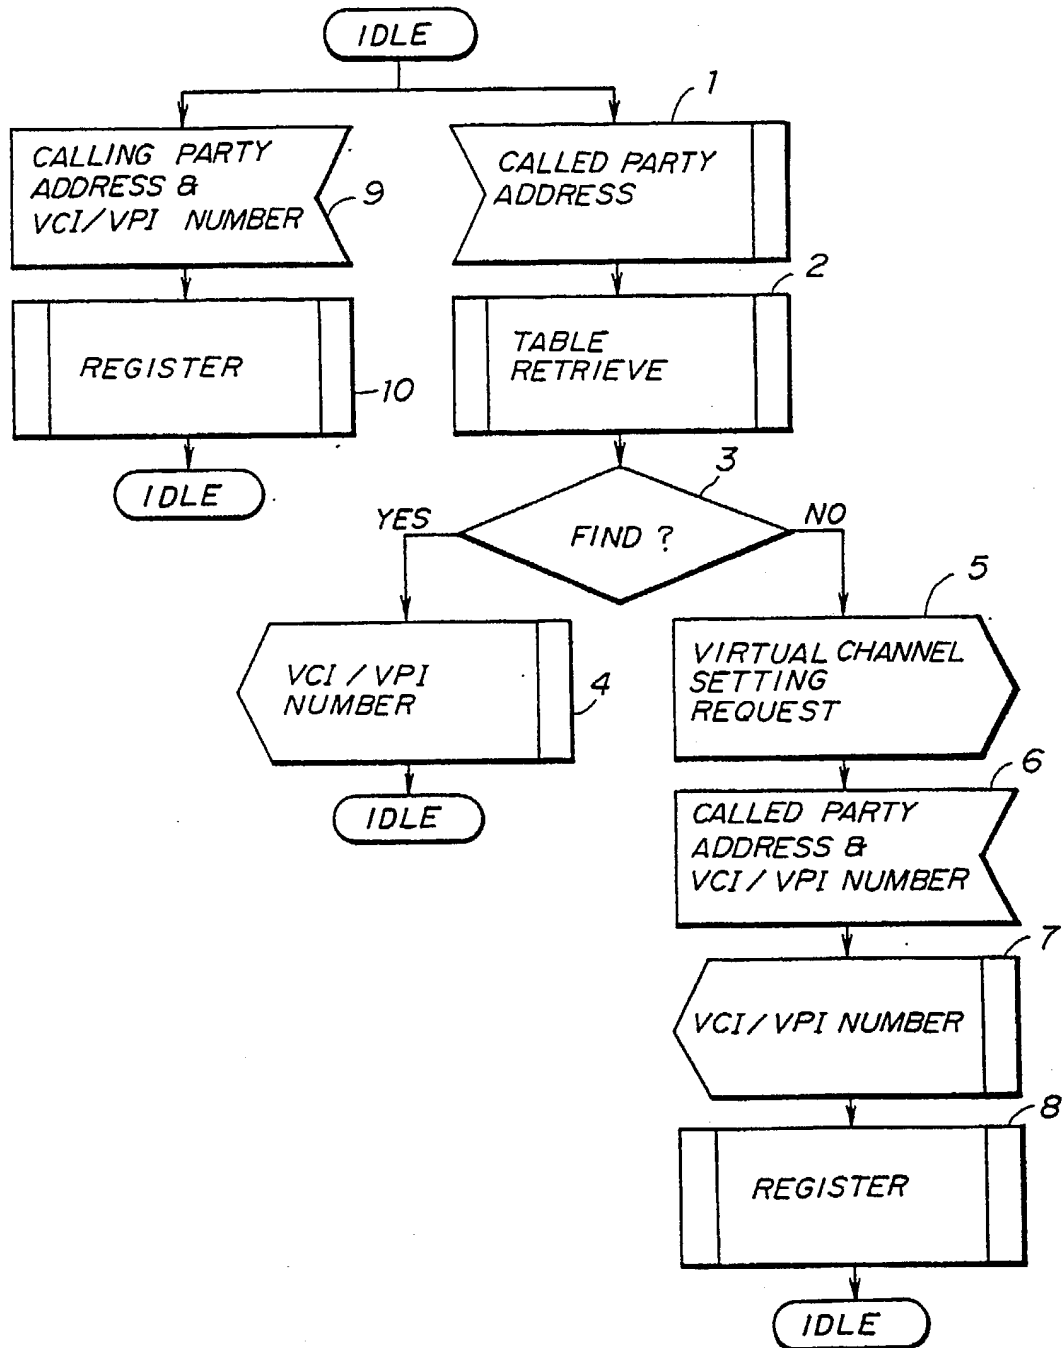 IDLE
1
CALLING PARTY
ADDRESS &
VCI/VPI NUMBER
9
CALLED PARTY
ADDRESS
2
REGISTER
10
TABLE
RETRIEVE
IDLE
3
YES
FIND ?
NO
5
VCI/VPI
NUMBER
4
VIRTUAL CHANNEL
SETTING
REQUEST
IDLE
6
CALLED PARTY
ADDRESS &
VCI/VPI NUMBER
7
VCI/VPI NUMBER
8
REGISTER
IDLE